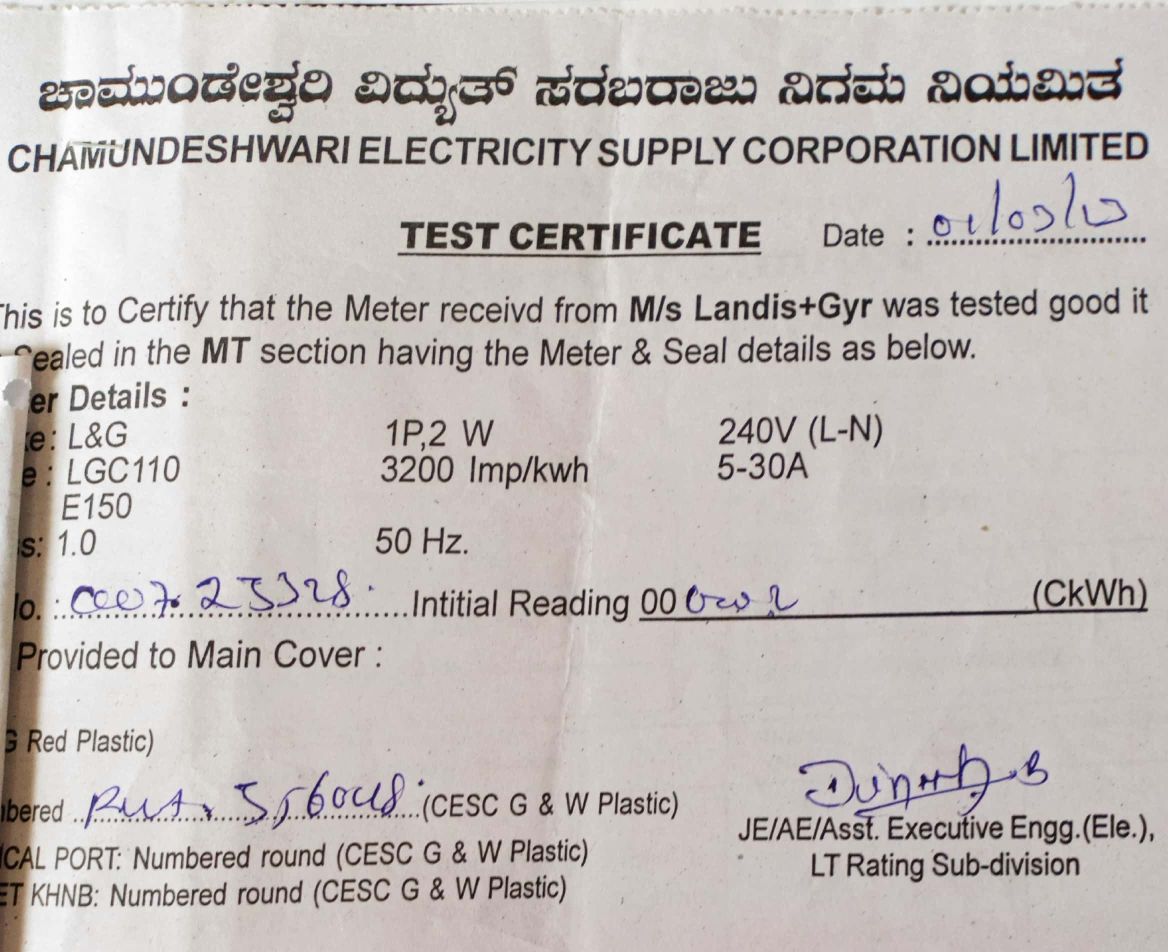 ಚಾಮುಂಡೇಶ್ವರಿ ವಿದ್ಯುತ್ ಸರಬರಾಜು ನಿಗಮ ನಿಯಮಿತ
CHAMUNDESHWARI ELECTRICITY SUPPLY CORPORATION LIMITED
TEST CERTIFICATE Date :
This is to Certify that the Meter receivd from M/s Landis+Gyr was tested good it
Sealed in the MT section having the Meter & Seal details as below.
er Details :
e: L&G 1P,2 W 240V (L-N)
e : LGC110 3200 Imp/kwh 5-30A
E150
s: 1.0 50 Hz.
lo. : Intitial Reading 00 (CkWh)
Provided to Main Cover :
G Red Plastic)
bered (CESC G & W Plastic)
JE/AE/Asst. Executive Engg.(Ele.),
ICAL PORT: Numbered round (CESC G & W Plastic)
LT Rating Sub-division
ET KHNB: Numbered round (CESC G & W Plastic)